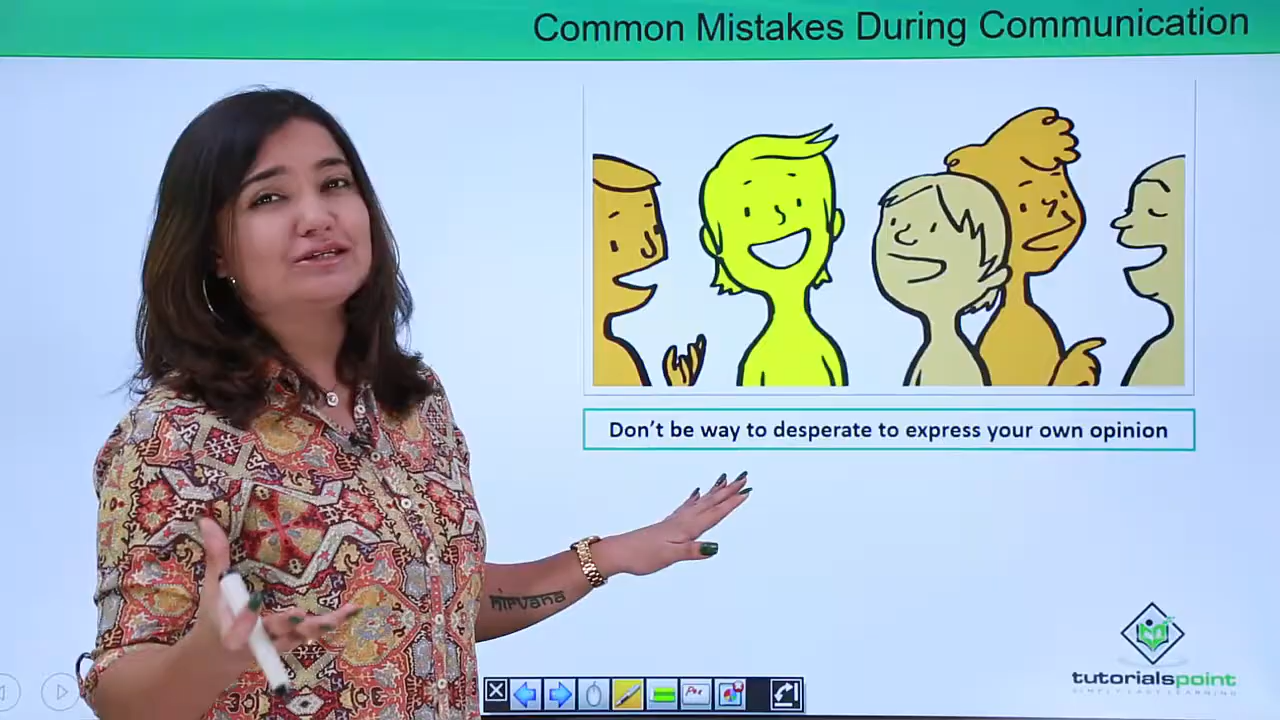 Common Mistakes During Communication
Don't be way to desperate to express your own opinion
nirvana
tutorialspoint
SIMPLY EASY LEARNING